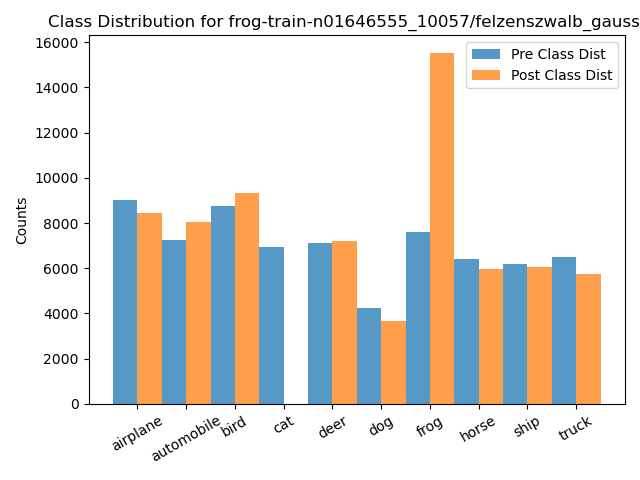 Class Distribution for frog-train-n01646555_10057/felzenszwalb_gauss
Pre Class Dist
Post Class Dist
16000
14000
12000
10000
8000
6000
4000
2000
0
Counts
airplane
automobile
bird
cat
deer
dog
frog
horse
ship
truck